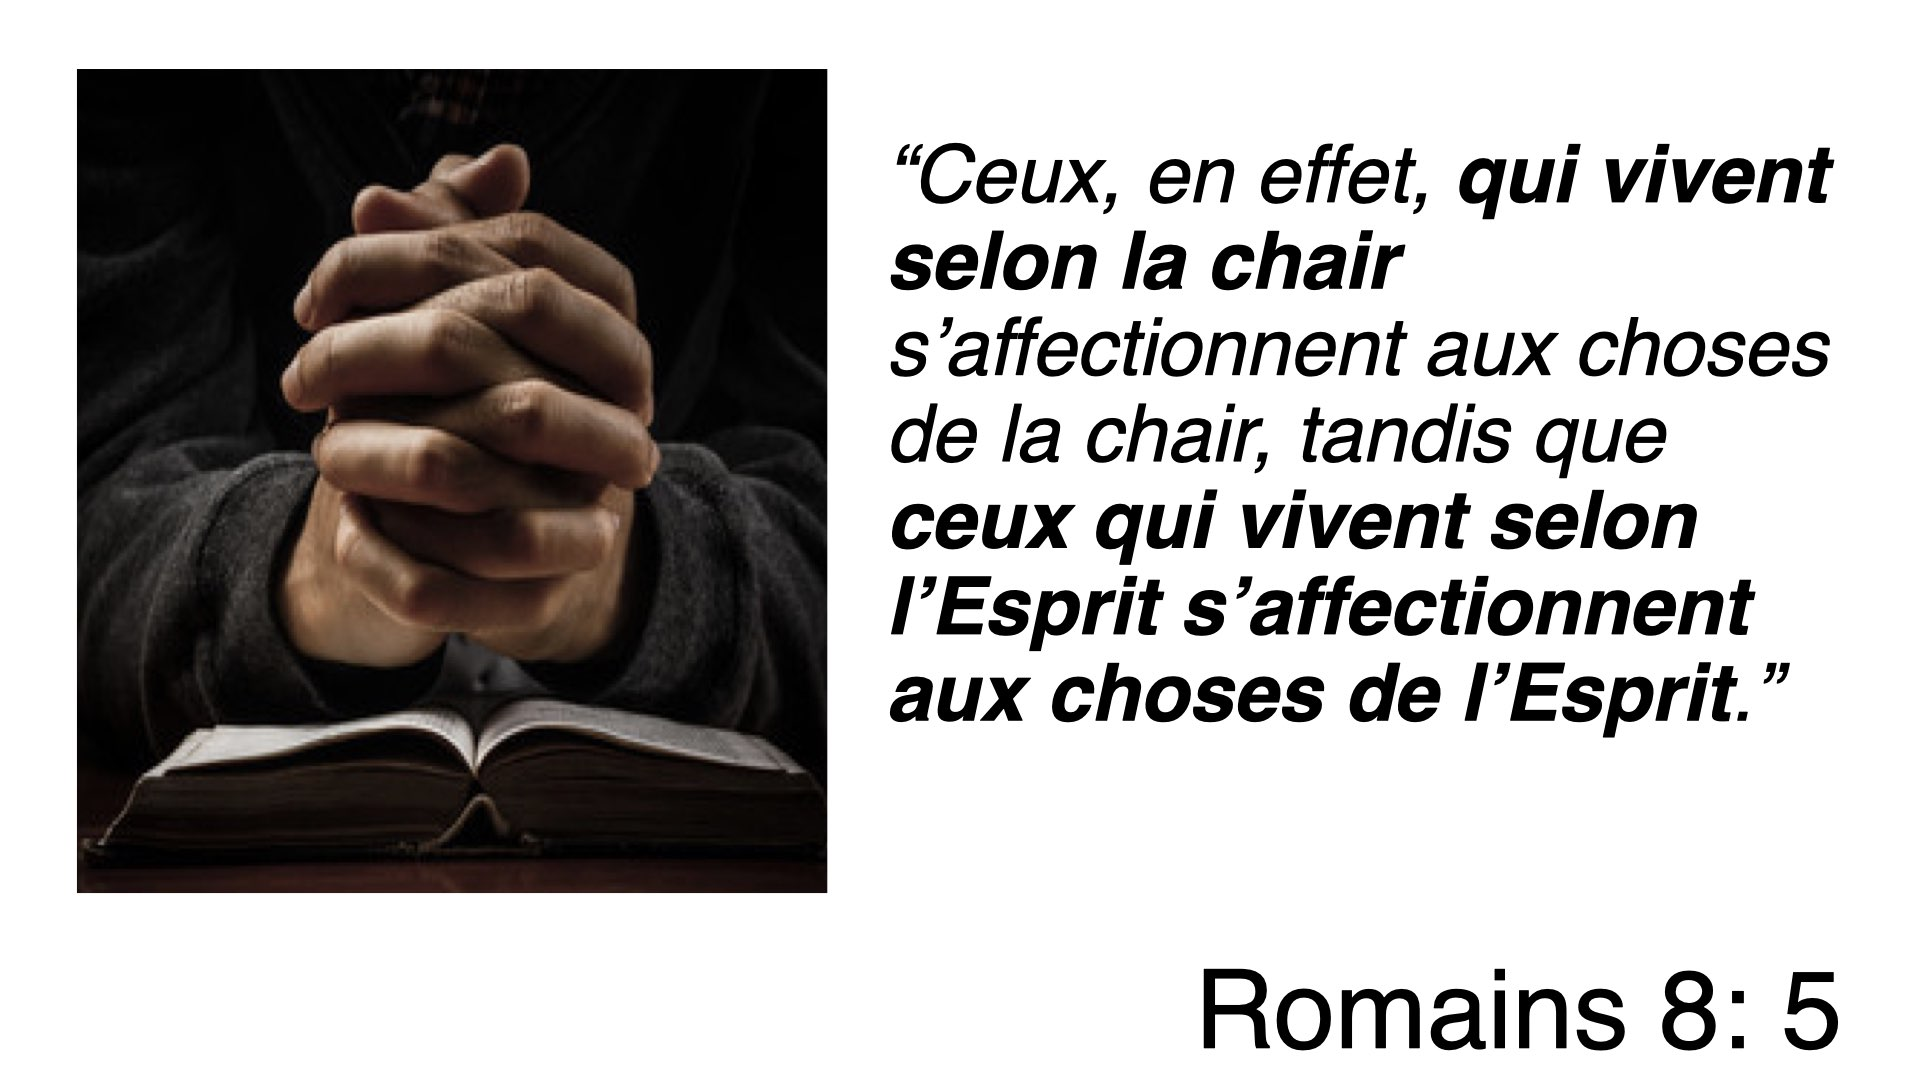 “Ceux, en effet, qui vivent
selon la chair
s’affectionnent aux choses
de la chair, tandis que
ceux qui vivent selon
l’Esprit s’affectionnent
aux choses de l’Esprit.”
Romains 8: 5